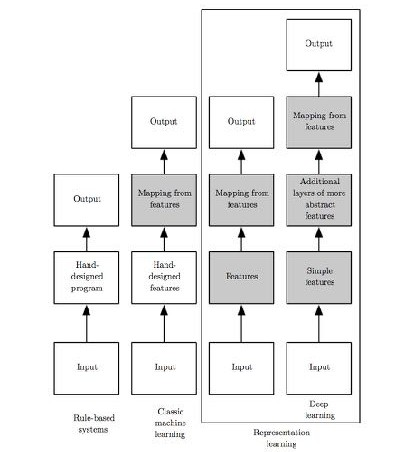 Output
Output
Output
Mapping from
features
Output
Mapping from
features
Mapping from
features
Additional
layers of more
abstract
features
Hand-
designed
program
Hand-
designed
features
Features
Simple
features
Input
Input
Input
Input
Rule-based
systems
Classic
machine
learning
Representation
learning
Deep
learning